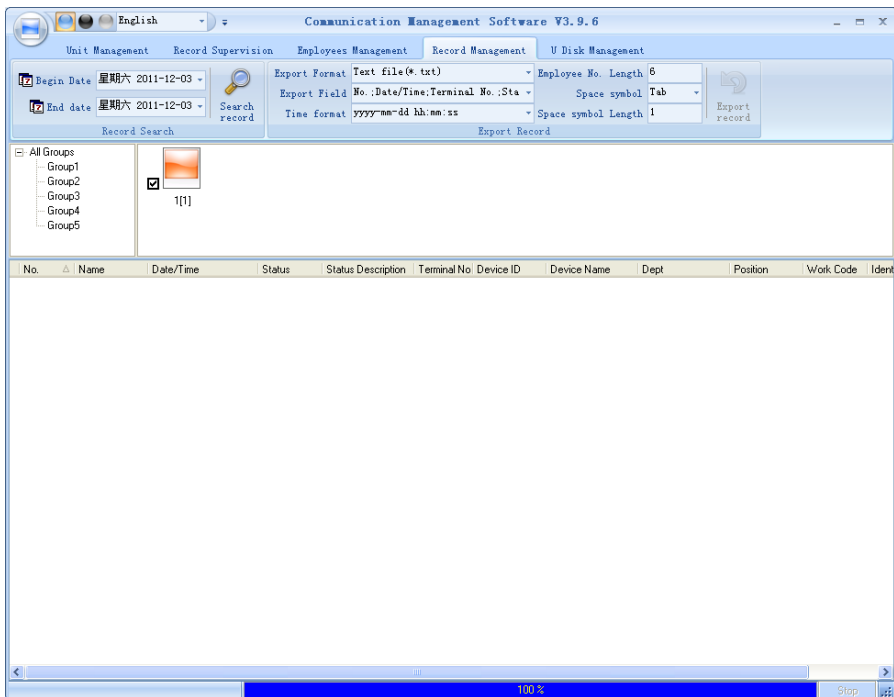 English
Communication Management Software V3.9.6
Unit Management Record Supervision Employees Management Record Management U Disk Management
Begin Date 星期六 2011-12-03
End date 星期六 2011-12-03
Search record
Record Search
Export Format Text file(*.txt) Employee No. Length 6
Export Field No.;Date/Time;Terminal No.;Sta Space symbol Tab
Time format yyyy-mm-dd hh:mm:ss Space symbol Length 1
Export record
Export Record
All Groups
Group1
Group2
Group3
Group4
Group5
1[1]
No. Name Date/Time Status Status Description Terminal No Device ID Device Name Dept Position Work Code Ident
100 % Stop